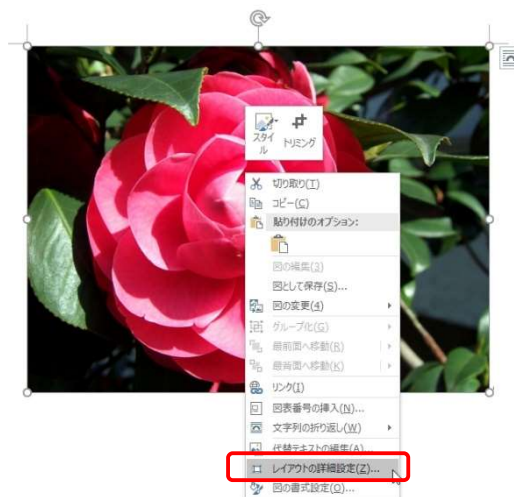 スタイ
ル
トリミング
切り取り(T)
コピー(C)
貼り付けのオプション:
図の編集(3)
図として保存(S)...
図の変更(4)
グループ化(G)
最前面へ移動(R)
最背面へ移動(K)
リンク(I)
図表番号の挿入(N)...
文字列の折り返し(W)
代替テキストの編集(A)...
レイアウトの詳細設定(Z)...
図の書式設定(O)...